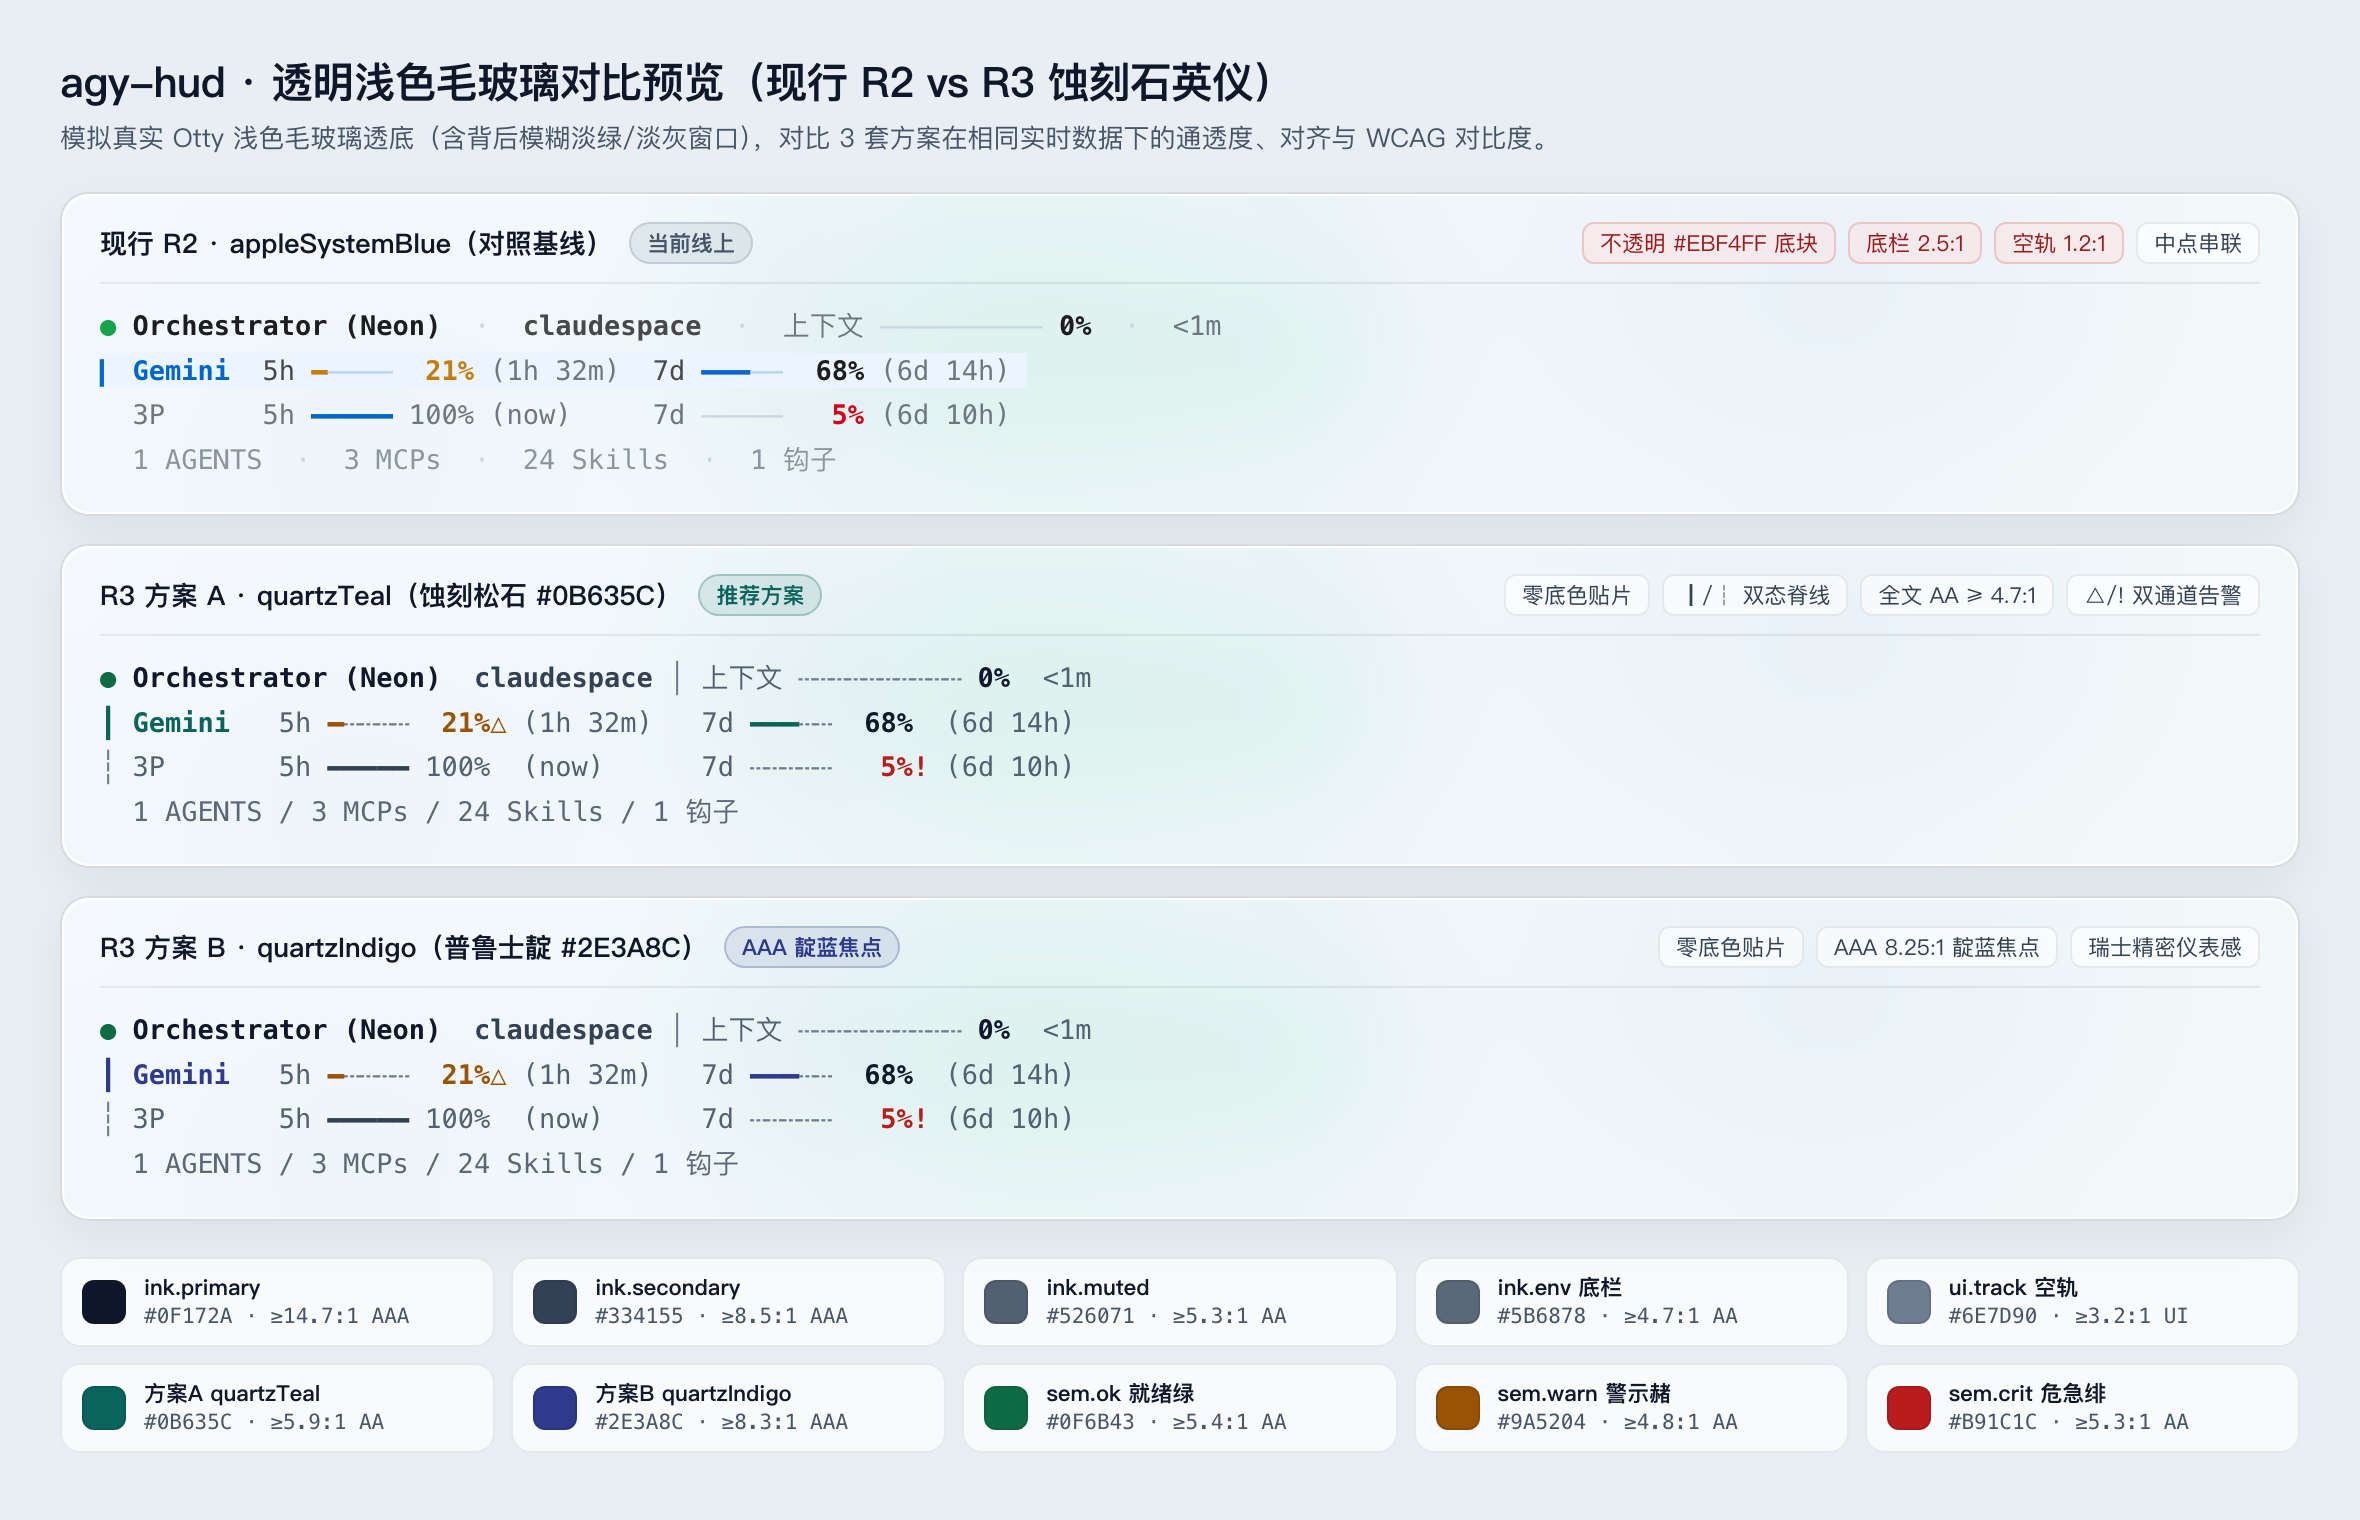 agy–hud · 透明浅色毛玻璃对比预览（现行 R2 vs R3 蚀刻石英仪）
模拟真实 Otty 浅色毛玻璃透底（含背后模糊淡绿/淡灰窗口），对比 3 套方案在相同实时数据下的通透度、对齐与 WCAG 对比度。
现行 R2 · appleSystemBlue（对照基线） 当前线上 不透明 #EBF4FF 底块 底栏 2.5:1 空轨 1.2:1 中点串联
● Orchestrator (Neon) · claudespace · 上下文 0% · <1m
Gemini 5h 21% (1h 32m) 7d 68% (6d 14h)
3P 5h 100% (now) 7d 5% (6d 10h)
1 AGENTS · 3 MCPs · 24 Skills · 1 钩子
R3 方案 A · quartzTeal（蚀刻松石 #0B635C） 推荐方案 零底色贴片 ┃/┆ 双态脊线 全文 AA ≥ 4.7:1 △/! 双通道告警
● Orchestrator (Neon) claudespace │ 上下文 0% <1m
┃ Gemini 5h 21%△ (1h 32m) 7d 68% (6d 14h)
┆ 3P 5h 100% (now) 7d 5%! (6d 10h)
1 AGENTS / 3 MCPs / 24 Skills / 1 钩子
R3 方案 B · quartzIndigo（普鲁士靛 #2E3A8C） AAA 靛蓝焦点 零底色贴片 AAA 8.25:1 靛蓝焦点 瑞士精密仪表感
● Orchestrator (Neon) claudespace │ 上下文 0% <1m
┃ Gemini 5h 21%△ (1h 32m) 7d 68% (6d 14h)
┆ 3P 5h 100% (now) 7d 5%! (6d 10h)
1 AGENTS / 3 MCPs / 24 Skills / 1 钩子
ink.primary
#0F172A · ≥14.7:1 AAA
ink.secondary
#334155 · ≥8.5:1 AAA
ink.muted
#526071 · ≥5.3:1 AA
ink.env 底栏
#5B6878 · ≥4.7:1 AA
ui.track 空轨
#6E7D90 · ≥3.2:1 UI
方案A quartzTeal
#0B635C · ≥5.9:1 AA
方案B quartzIndigo
#2E3A8C · ≥8.3:1 AAA
sem.ok 就绪绿
#0F6B43 · ≥5.4:1 AA
sem.warn 警示赭
#9A5204 · ≥4.8:1 AA
sem.crit 危急绯
#B91C1C · ≥5.3:1 AA